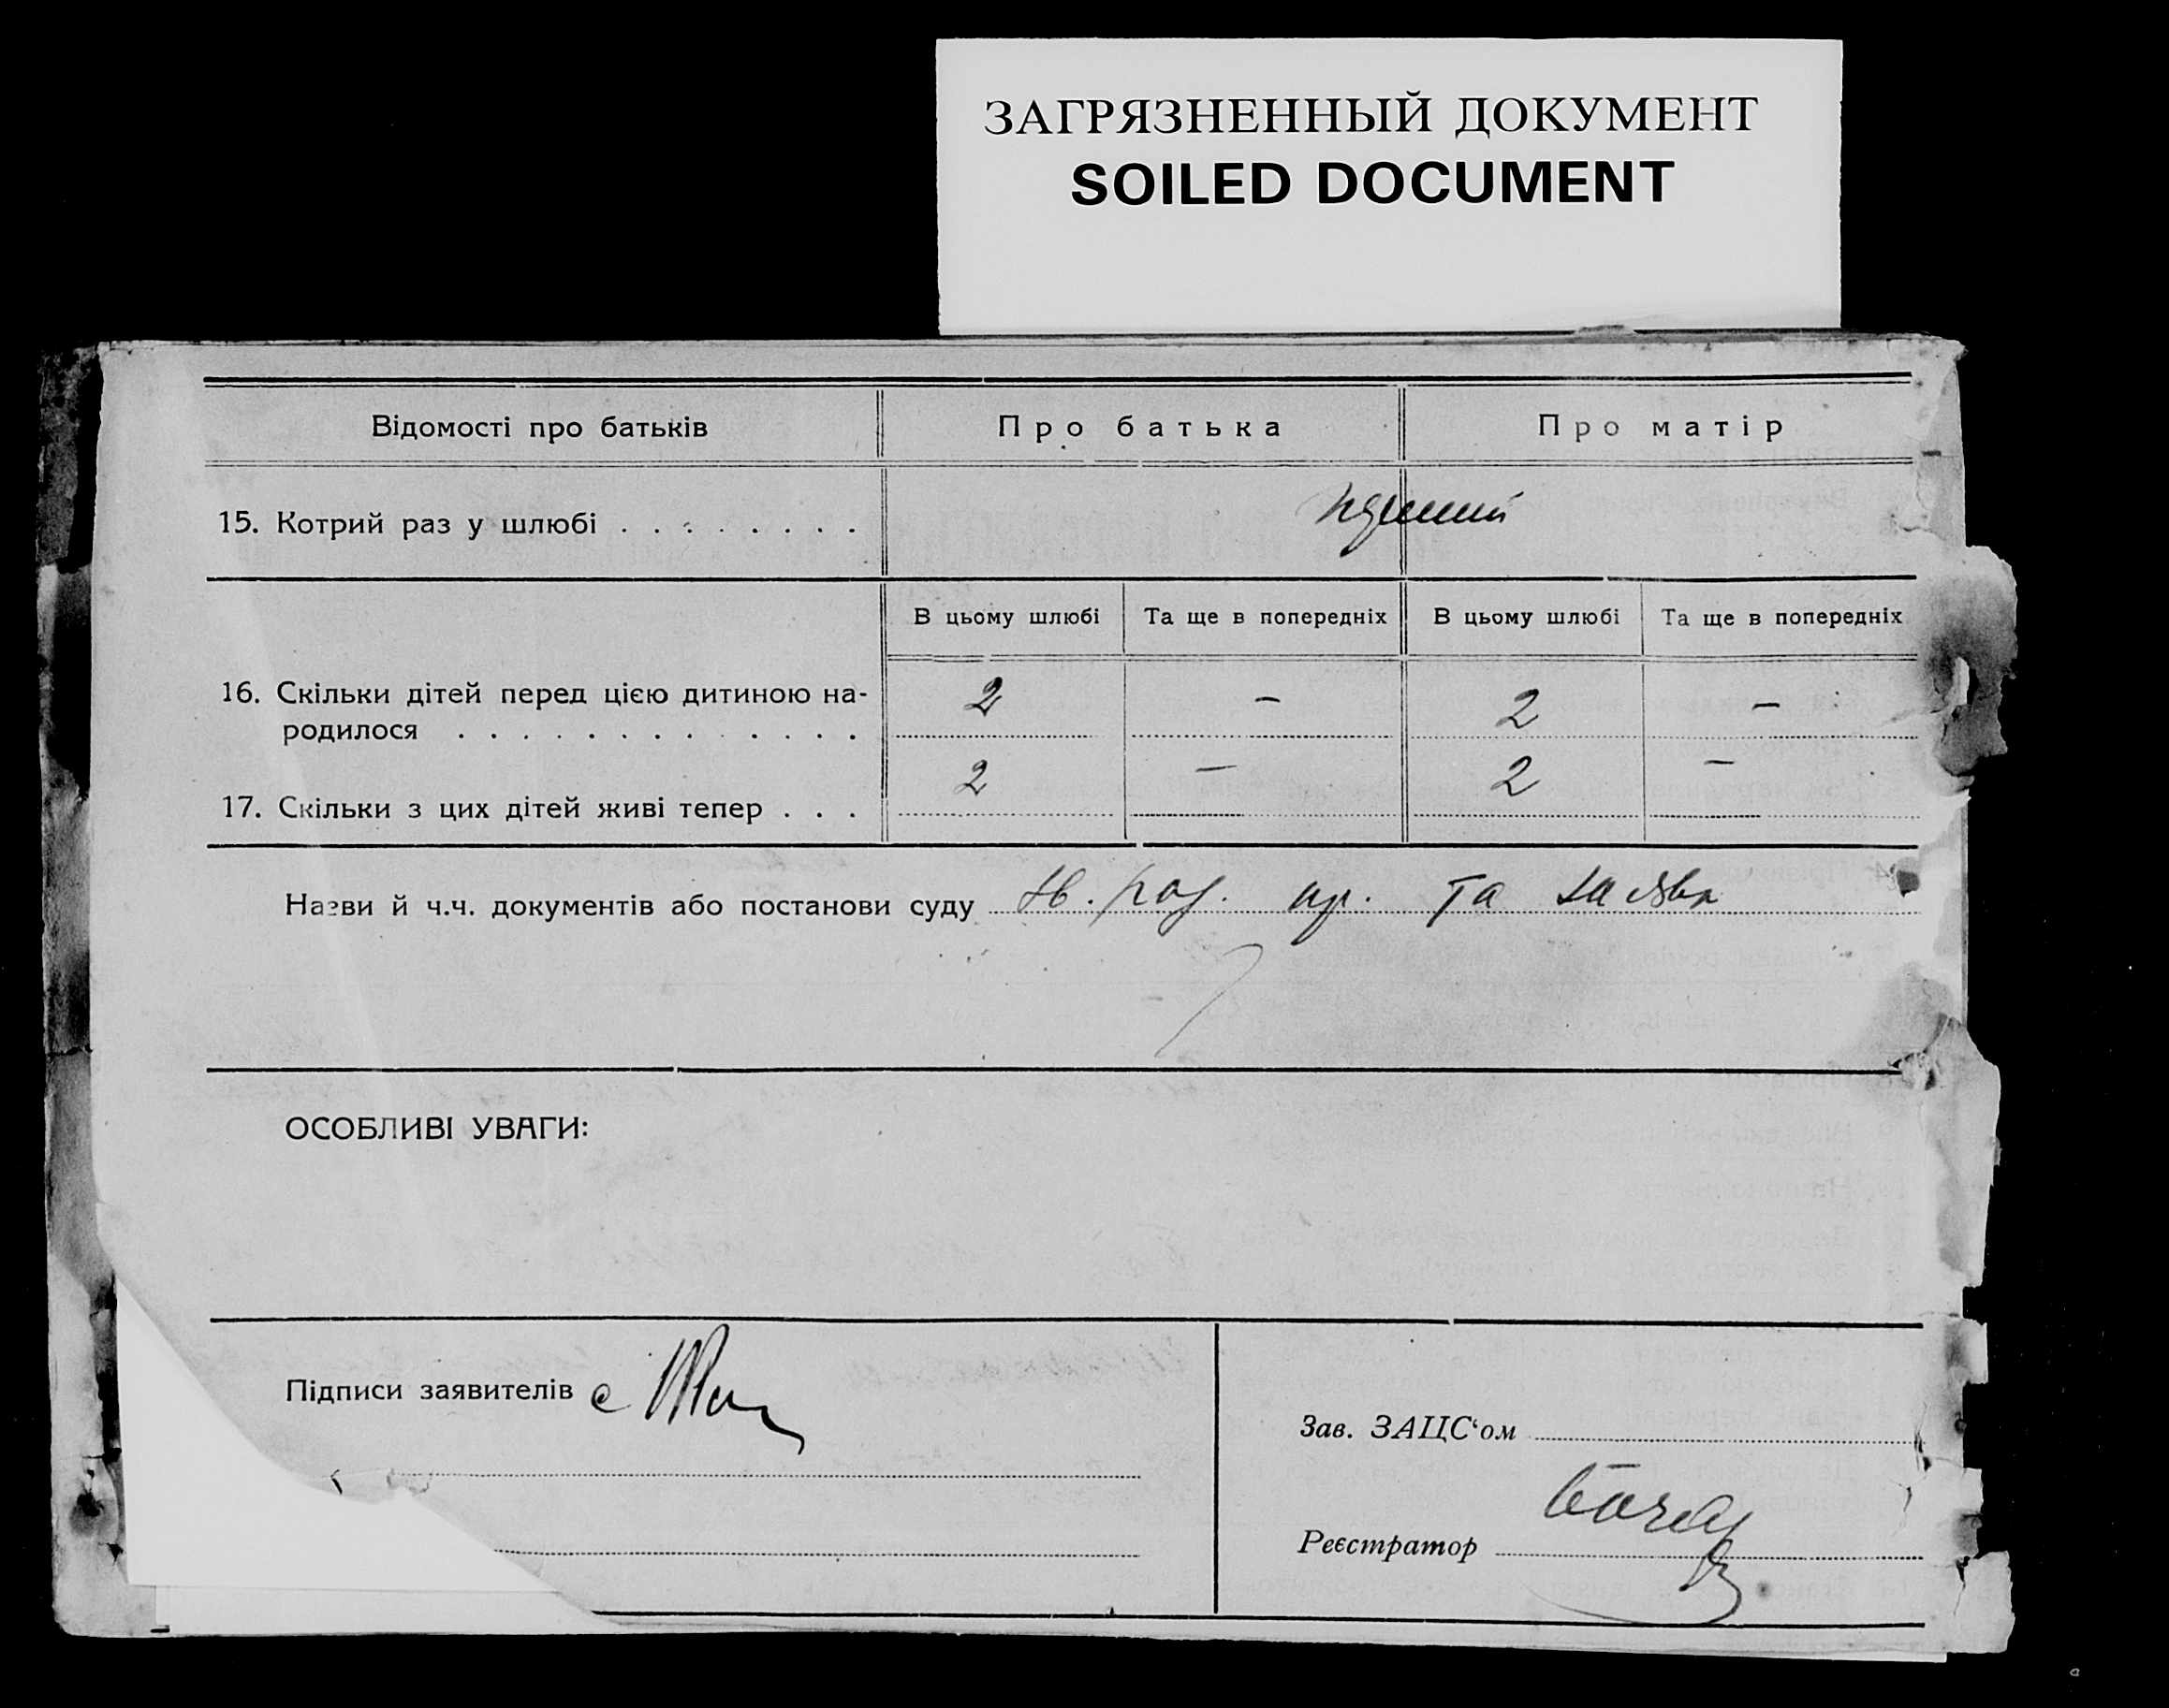 ЗАГРЯЗНЕННЫЙ ДОКУМЕНТ
SOILED DOCUMENT
Відомості про батьків Про батька Про матір
15. Котрий раз у шлюбі . . . . . . . .
В цьому шлюбі Та ще в попередніх В цьому шлюбі Та ще в попередніх
16. Скільки дітей перед цією дитиною на-
родилося . . . . . . . . . . . . . 2 – 2 –
17. Скільки з цих дітей живі тепер . . . 2 – 2 –
Назви й ч.ч. документів або постанови суду та заява
ОСОБЛИВІ УВАГИ:
Підписи заявителів
Зав. ЗАЦС‘ом
Реєстратор